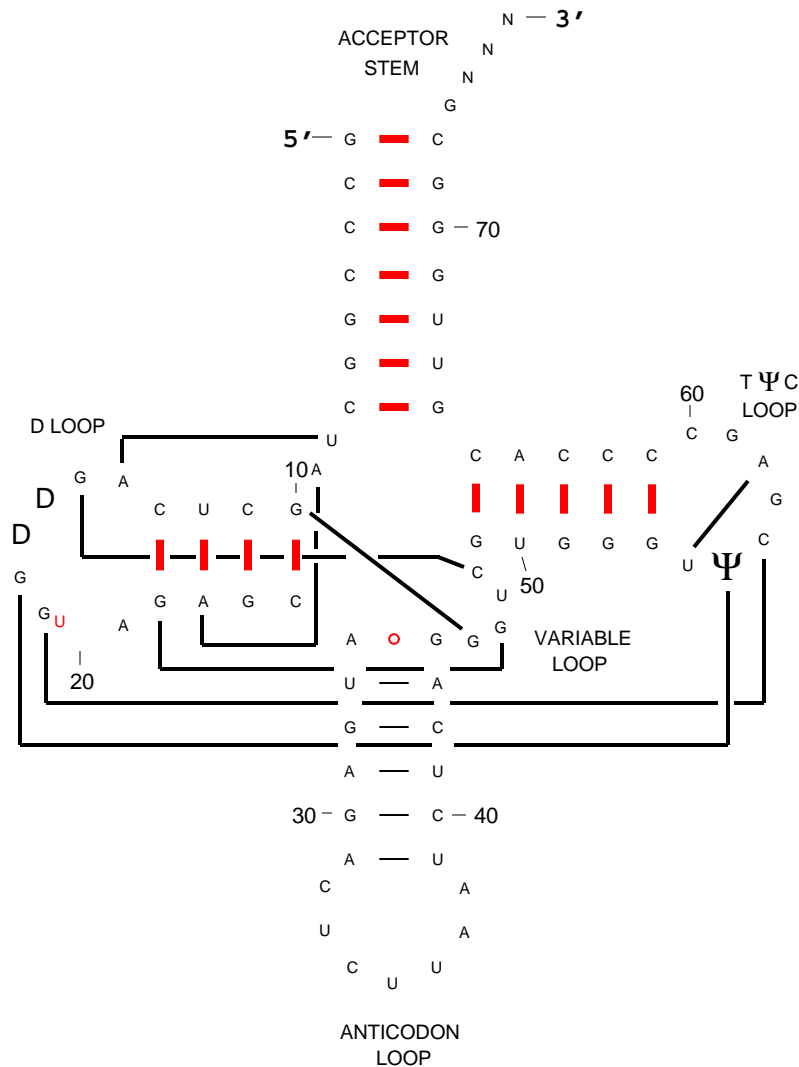 N — 3'
ACCEPTOR
STEM
N
N
G
5' — G C
C G
C G — 70
C G
G U
G U
C G
T Ψ C
LOOP
60
C G
D LOOP
U
C A C C C
A
G A
10
A
D
C U C G
G
D
G U G G G
U
Ψ
C
G
C
50
U
G U
A
G A G C
20
A G G G
VARIABLE
LOOP
U A
G C
A U
30 — G C — 40
A U
C A
U A
C U U
ANTICODON
LOOP